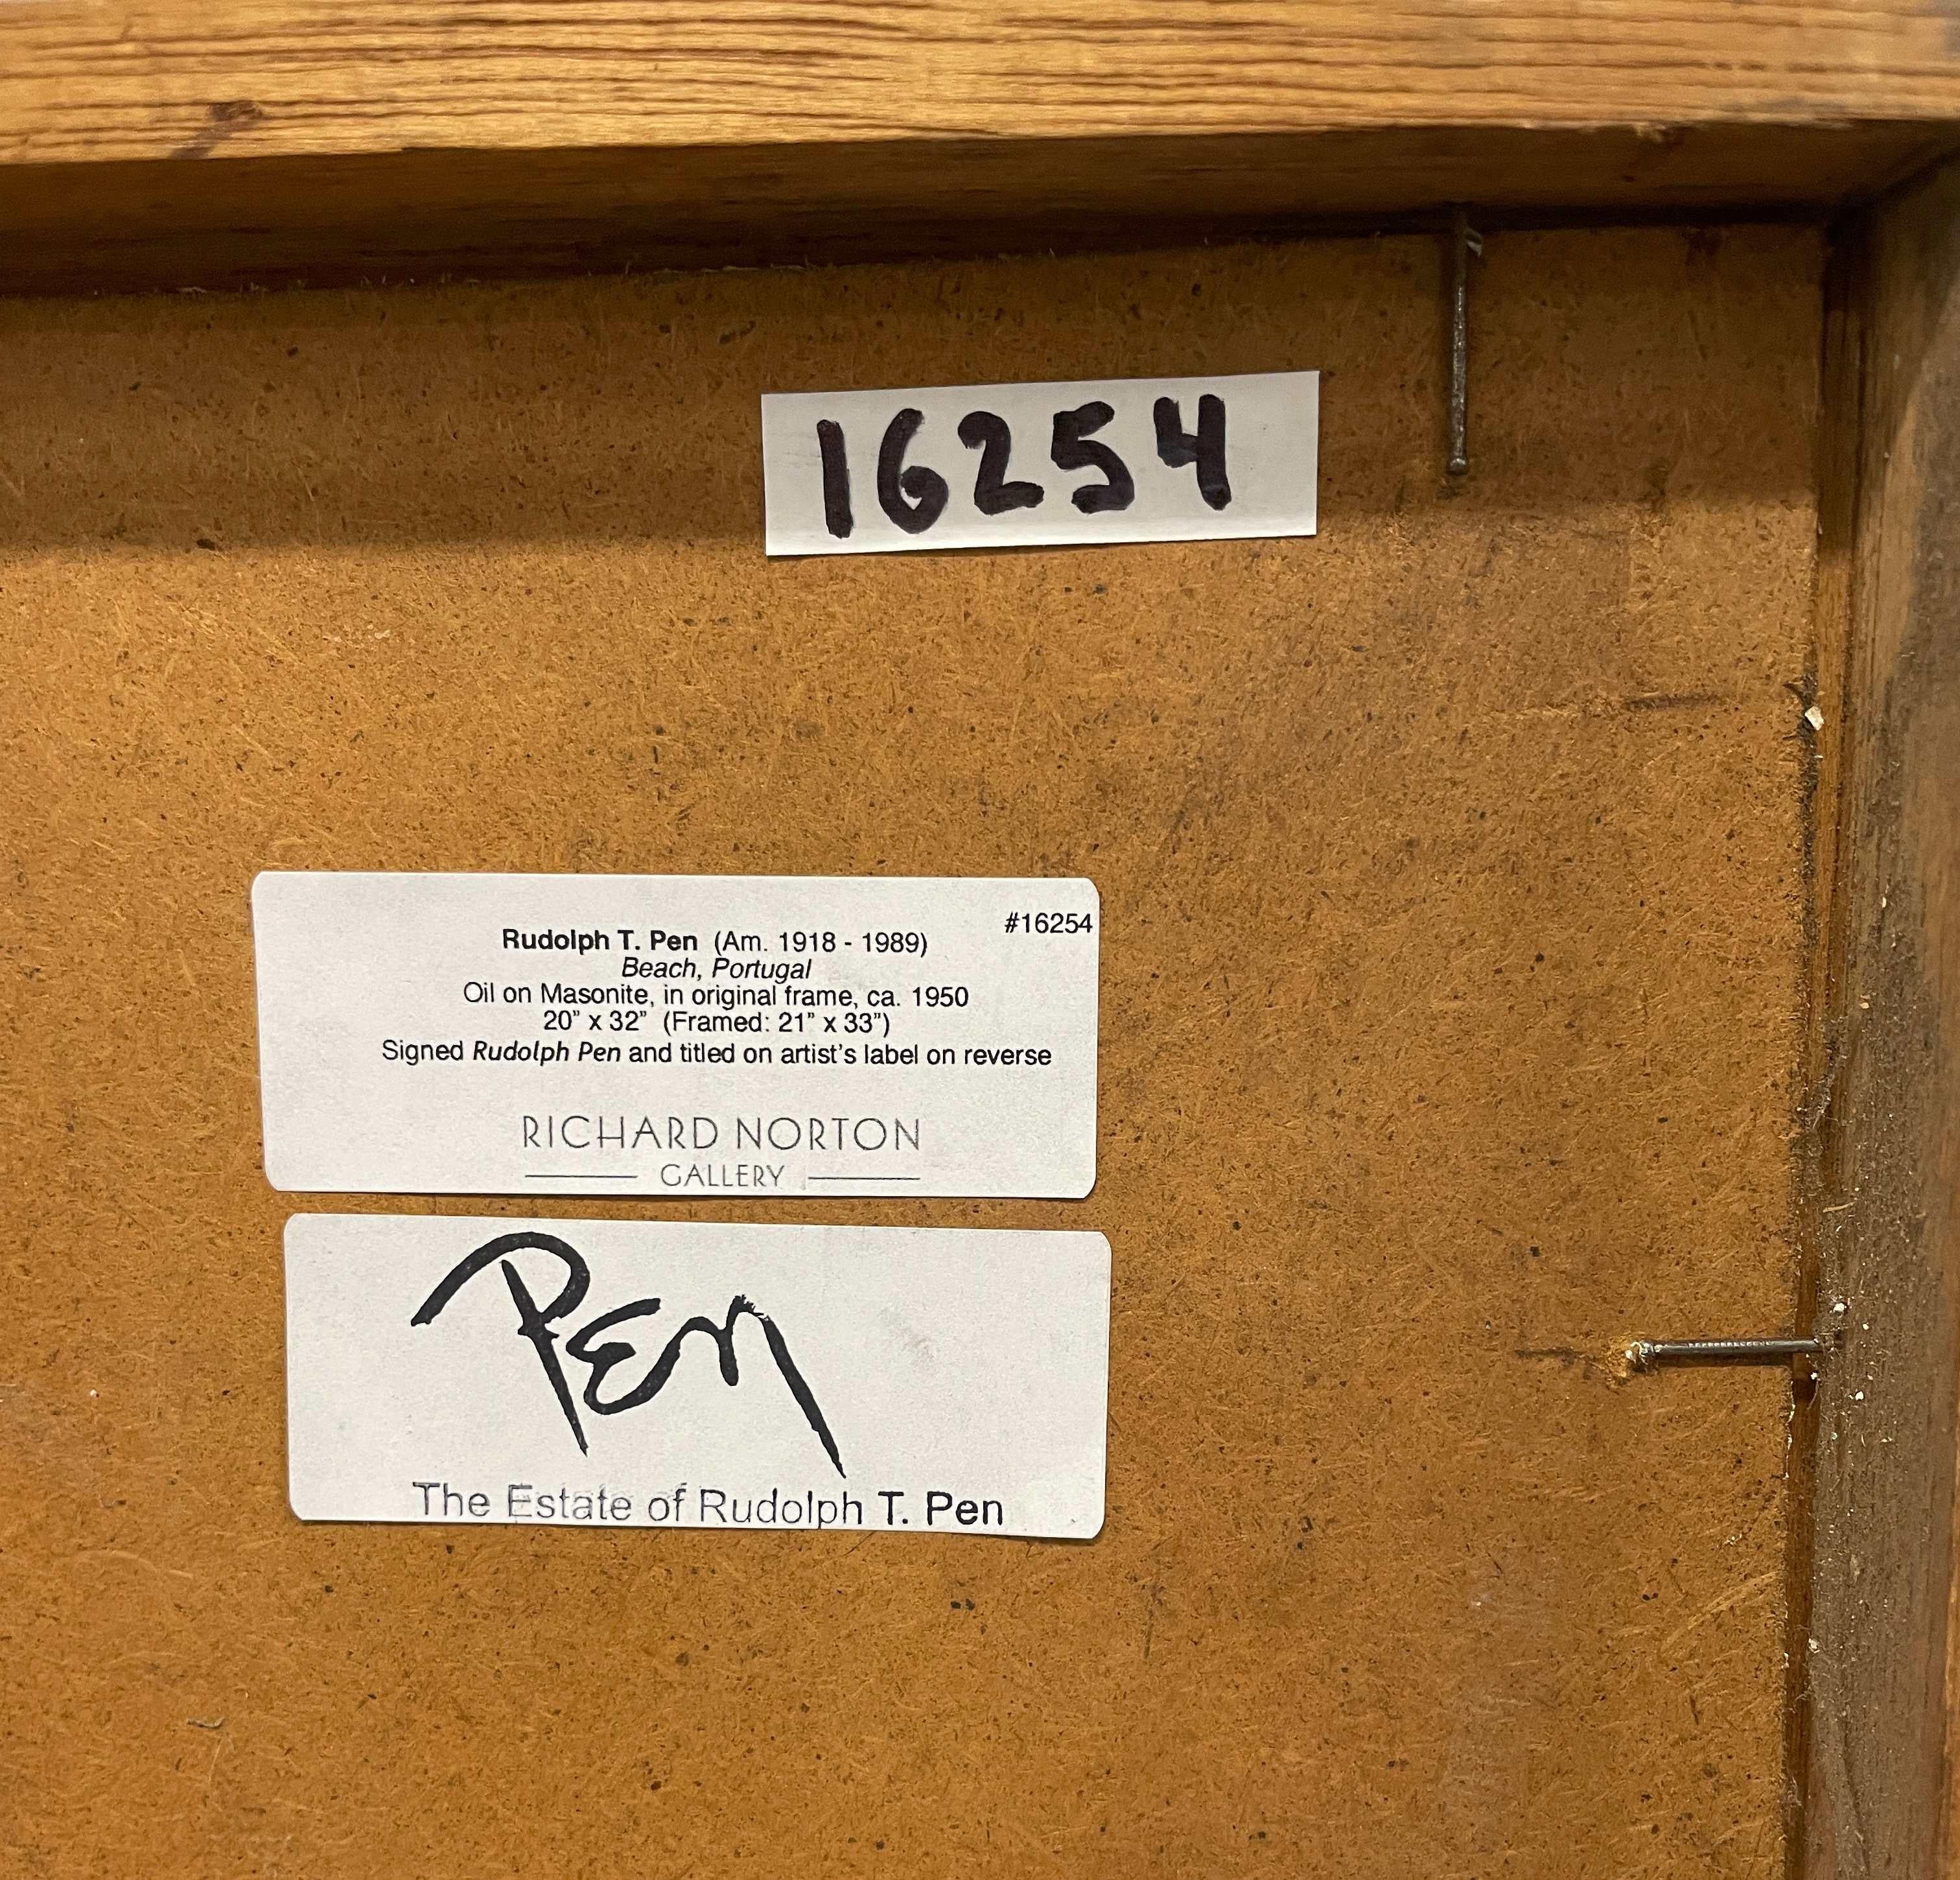 16254
#16254
Rudolph T. Pen (Am. 1918 - 1989)
Beach, Portugal
Oil on Masonite, in original frame, ca. 1950
20” x 32” (Framed: 21” x 33”)
Signed Rudolph Pen and titled on artist’s label on reverse
RICHARD NORTON
GALLERY
Pen
The Estate of Rudolph T. Pen